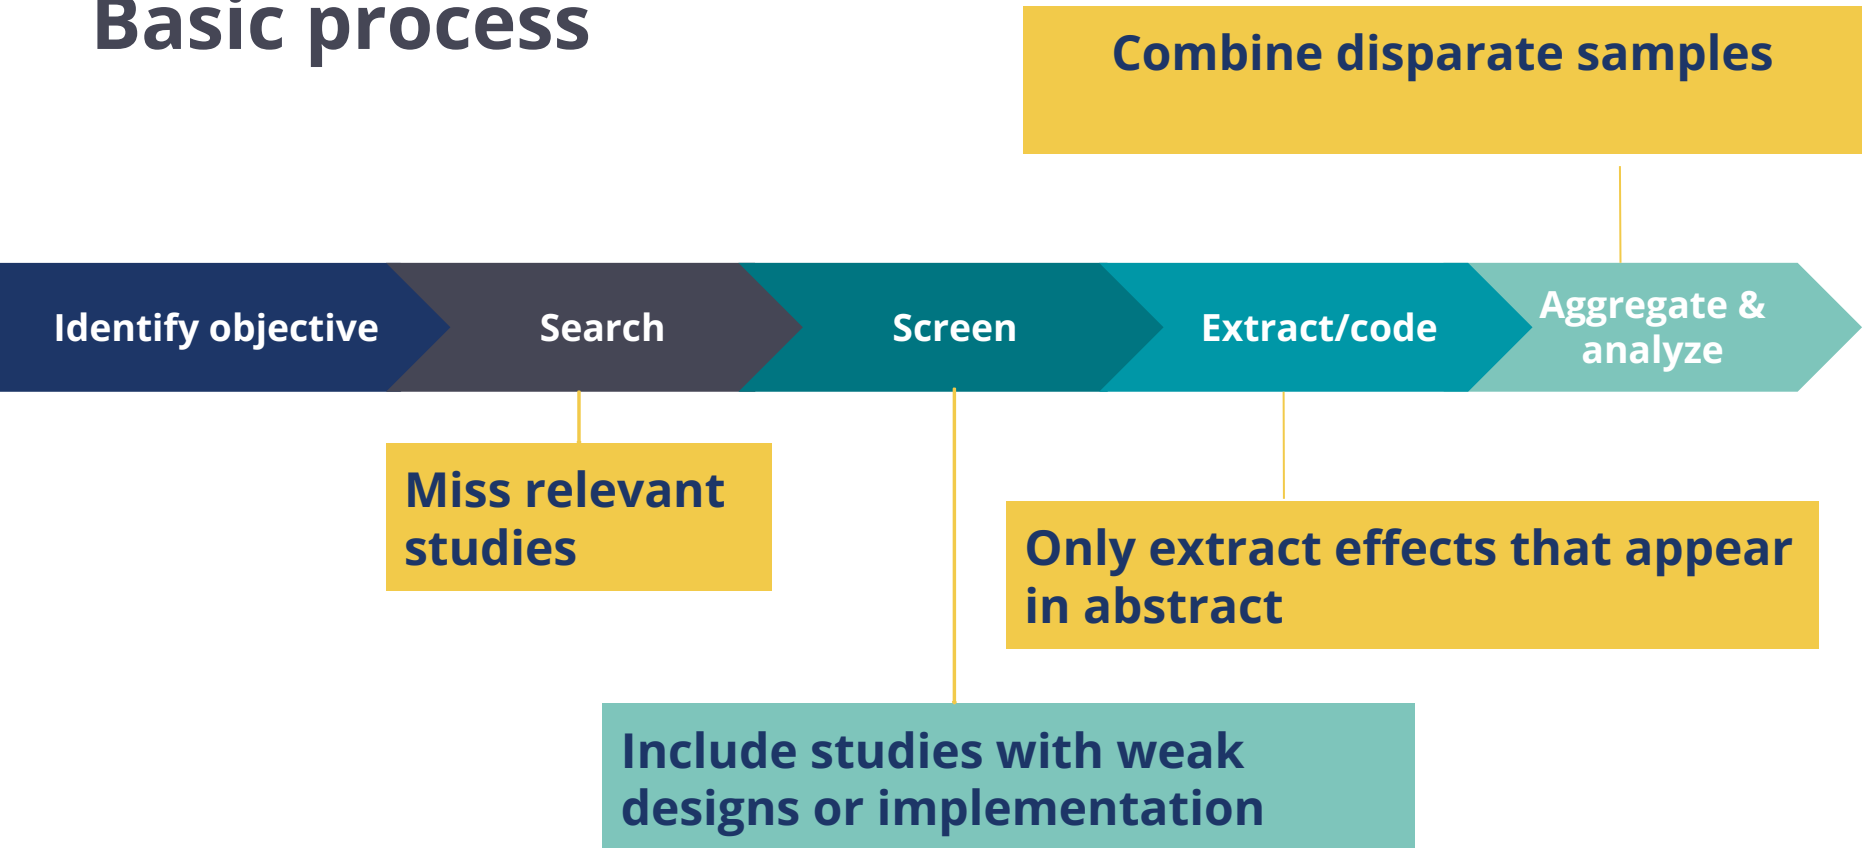 Basic process
Combine disparate samples
Identify objective
Search
Screen
Extract/code
Aggregate &
analyze
Miss relevant
studies
Only extract effects that appear
in abstract
Include studies with weak
designs or implementation